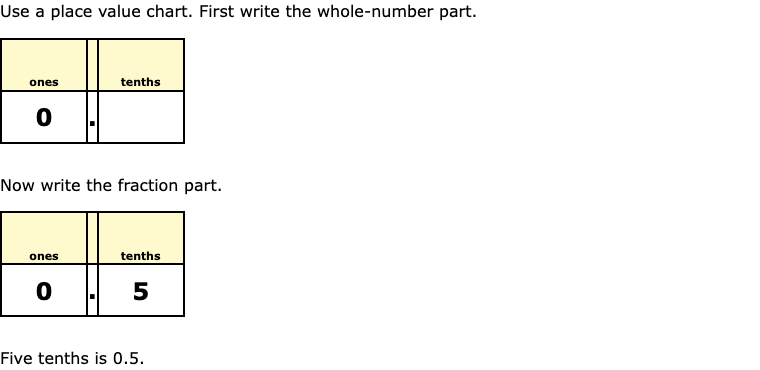 Use a place value chart. First write the whole-number part.
ones tenths
0 .
Now write the fraction part.
ones tenths
0 . 5
Five tenths is 0.5.